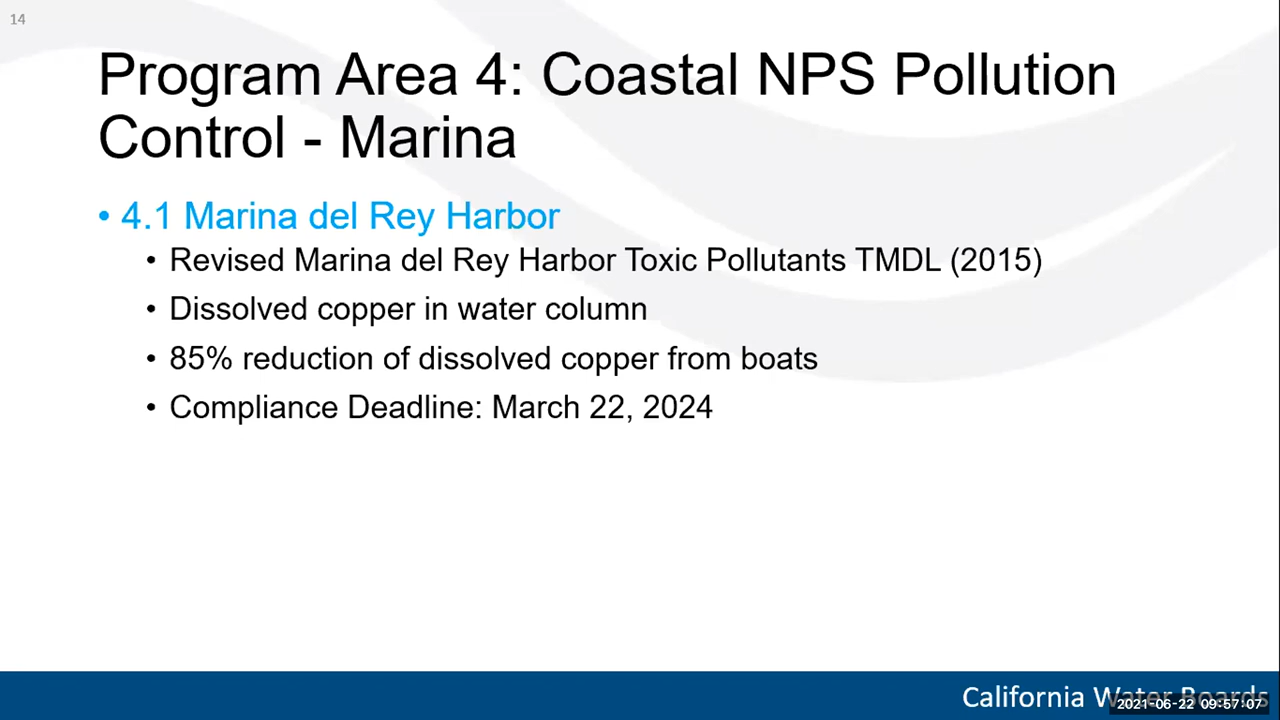 14
Program Area 4: Coastal NPS Pollution
Control - Marina
• 4.1 Marina del Rey Harbor
• Revised Marina del Rey Harbor Toxic Pollutants TMDL (2015)
• Dissolved copper in water column
• 85% reduction of dissolved copper from boats
• Compliance Deadline: March 22, 2024
California Water Boards
2021-06-22 09:57:07